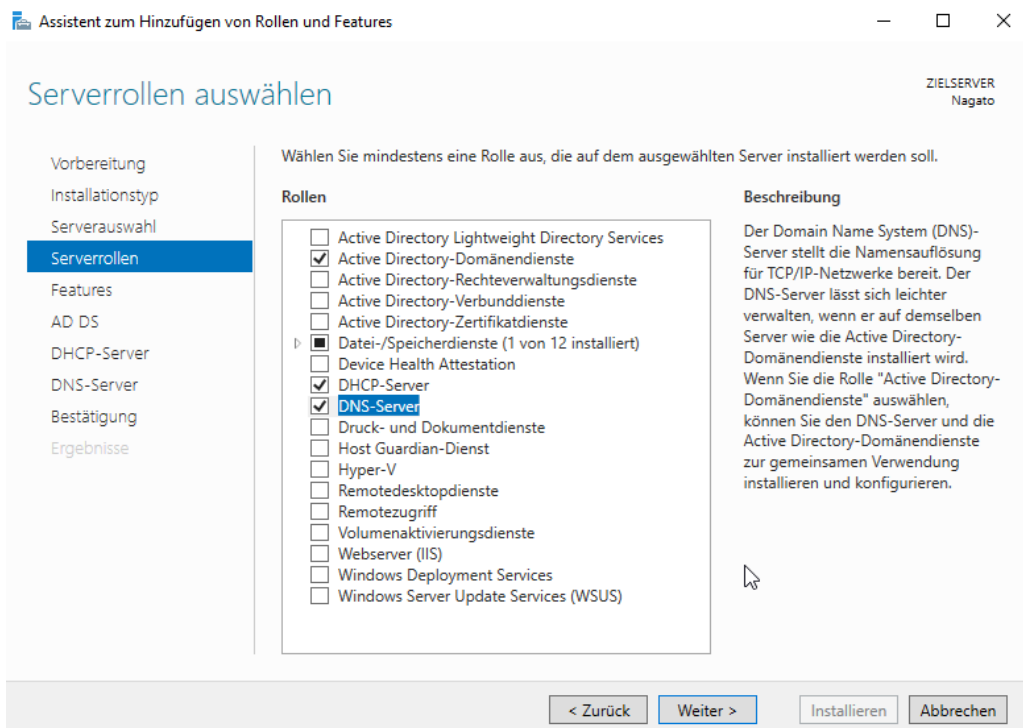 Assistent zum Hinzufügen von Rollen und Features
Serverrollen auswählen
ZIELSERVER
Nagato
Vorbereitung
Installationstyp
Serverauswahl
Serverrollen
Features
AD DS
DHCP-Server
DNS-Server
Bestätigung
Ergebnisse
Wählen Sie mindestens eine Rolle aus, die auf dem ausgewählten Server installiert werden soll.
Rollen
Active Directory Lightweight Directory Services
Active Directory-Domänendienste
Active Directory-Rechteverwaltungsdienste
Active Directory-Verbunddienste
Active Directory-Zertifikatdienste
Datei-/Speicherdienste (1 von 12 installiert)
Device Health Attestation
DHCP-Server
DNS-Server
Druck- und Dokumentdienste
Host Guardian-Dienst
Hyper-V
Remotedesktopdienste
Remotezugriff
Volumenaktivierungsdienste
Webserver (IIS)
Windows Deployment Services
Windows Server Update Services (WSUS)
Beschreibung
Der Domain Name System (DNS)-
Server stellt die Namensauflösung
für TCP/IP-Netzwerke bereit. Der
DNS-Server lässt sich leichter
verwalten, wenn er auf demselben
Server wie die Active Directory-
Domänendienste installiert wird.
Wenn Sie die Rolle "Active Directory-
Domänendienste" auswählen,
können Sie den DNS-Server und die
Active Directory-Domänendienste
zur gemeinsamen Verwendung
installieren und konfigurieren.
< Zurück
Weiter >
Installieren
Abbrechen